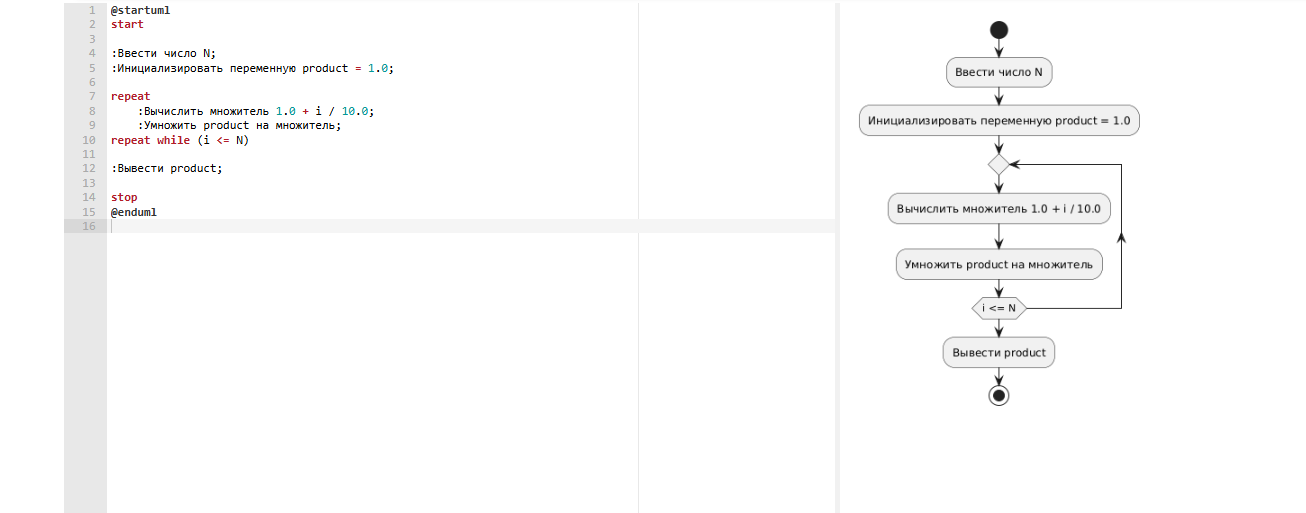 1 @startuml
2 start
3
4 :Ввести число N;
5 :Инициализировать переменную product = 1.0;
6
7 repeat
8 :Вычислить множитель 1.0 + i / 10.0;
9 :Умножить product на множитель;
10 repeat while (i <= N)
11
12 :Вывести product;
13
14 stop
15 @enduml
16
Ввести число N
Инициализировать переменную product = 1.0
Вычислить множитель 1.0 + i / 10.0
Умножить product на множитель
i <= N
Вывести product